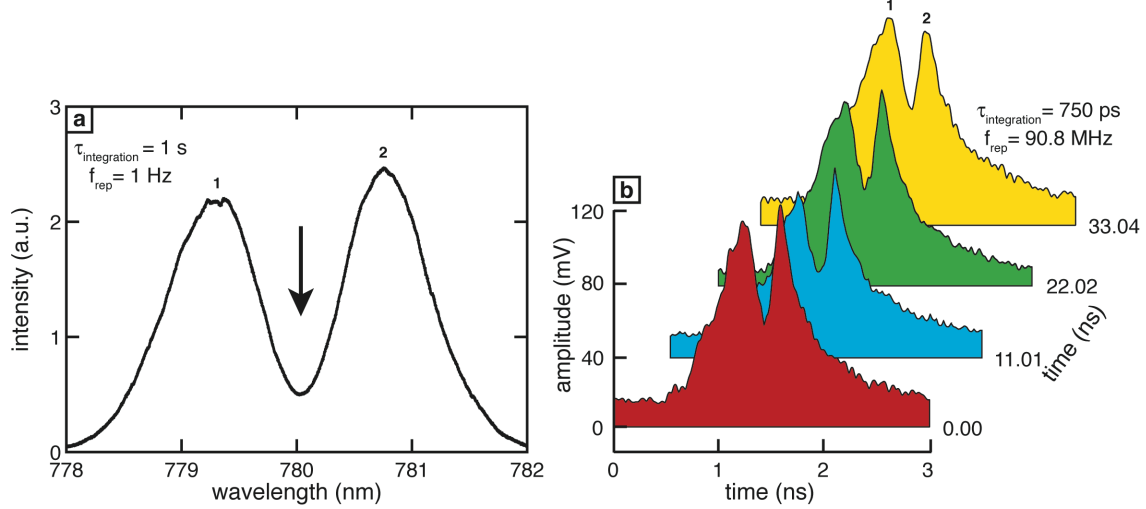 a
τintegration = 1 s
frep= 1 Hz
1
2
3
2
1
0
intensity (a.u.)
778
779
780
781
782
wavelength (nm)
b
1
2
τintegration = 750 ps
frep= 90.8 MHz
120
80
40
0
amplitude (mV)
0
1
2
3
time (ns)
33.04
22.02
11.01
0.00
time (ns)